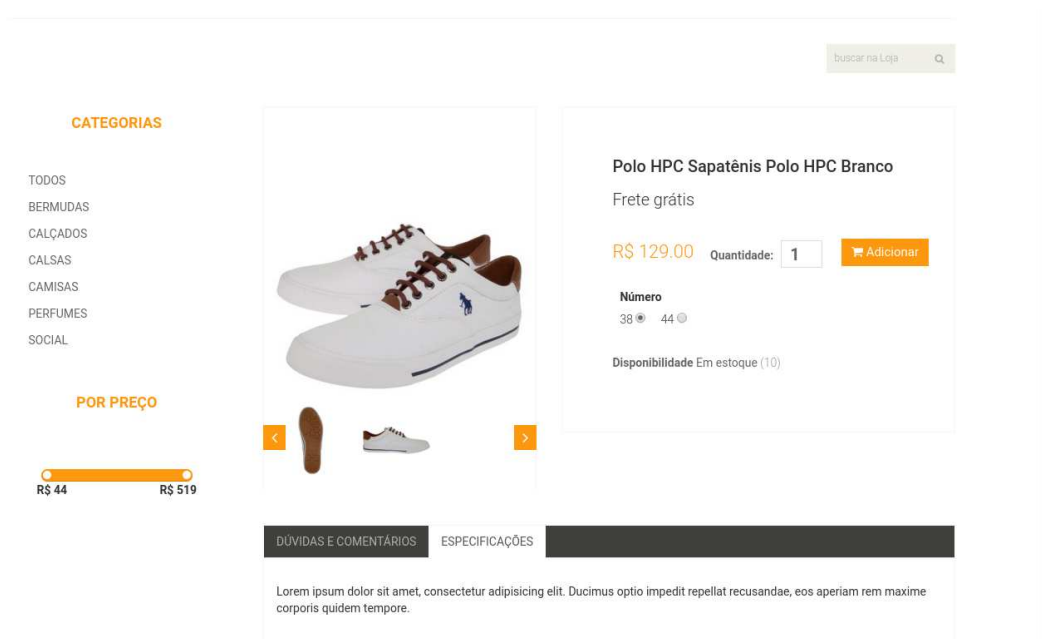 buscar na Loja
CATEGORIAS
TODOS
BERMUDAS
CALÇADOS
CALSAS
CAMISAS
PERFUMES
SOCIAL
POR PREÇO
R$ 44 R$ 519
Polo HPC Sapatênis Polo HPC Branco
Frete grátis
R$ 129.00 Quantidade: 1 Adicionar
Número
38 44
Disponibilidade Em estoque (10)
DÚVIDAS E COMENTÁRIOS ESPECIFICAÇÕES
Lorem ipsum dolor sit amet, consectetur adipisicing elit. Ducimus optio impedit repellat recusandae, eos aperiam rem maxime
corporis quidem tempore.